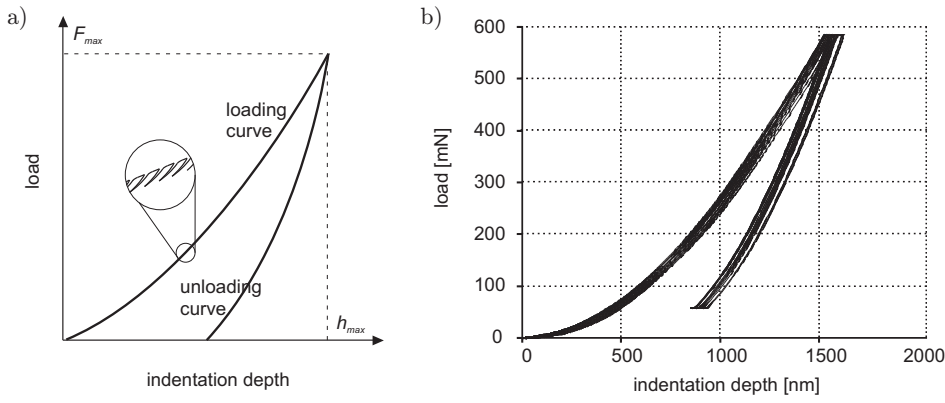 a)
F_max
loading
curve
load
unloading
curve
h_max
indentation depth
b)
600
500
400
300
200
100
0
load [mN]
0
500
1000
1500
2000
indentation depth [nm]